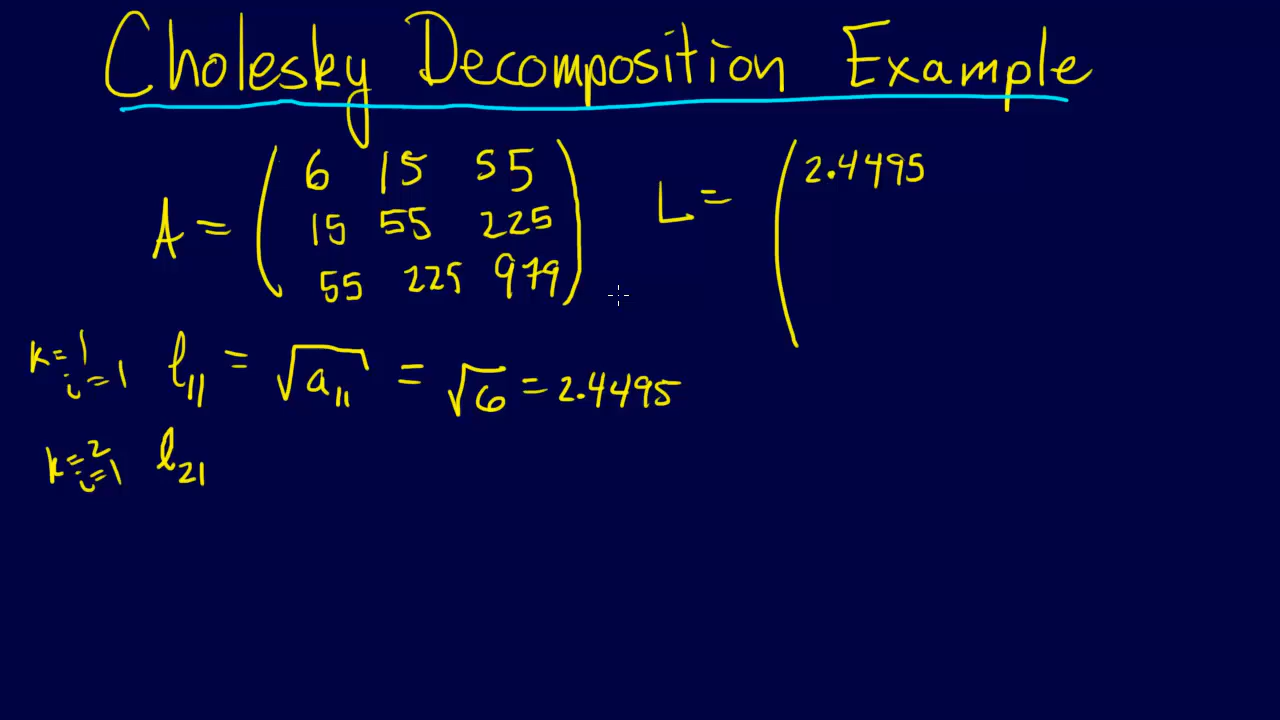 Cholesky Decomposition Example
A = ( 6 15 55
15 55 225
55 225 979 )
L = ( 2.4495
k=1 i=1 l₁₁ = √a₁₁ = √6 = 2.4495
k=2 i=1 l₂₁